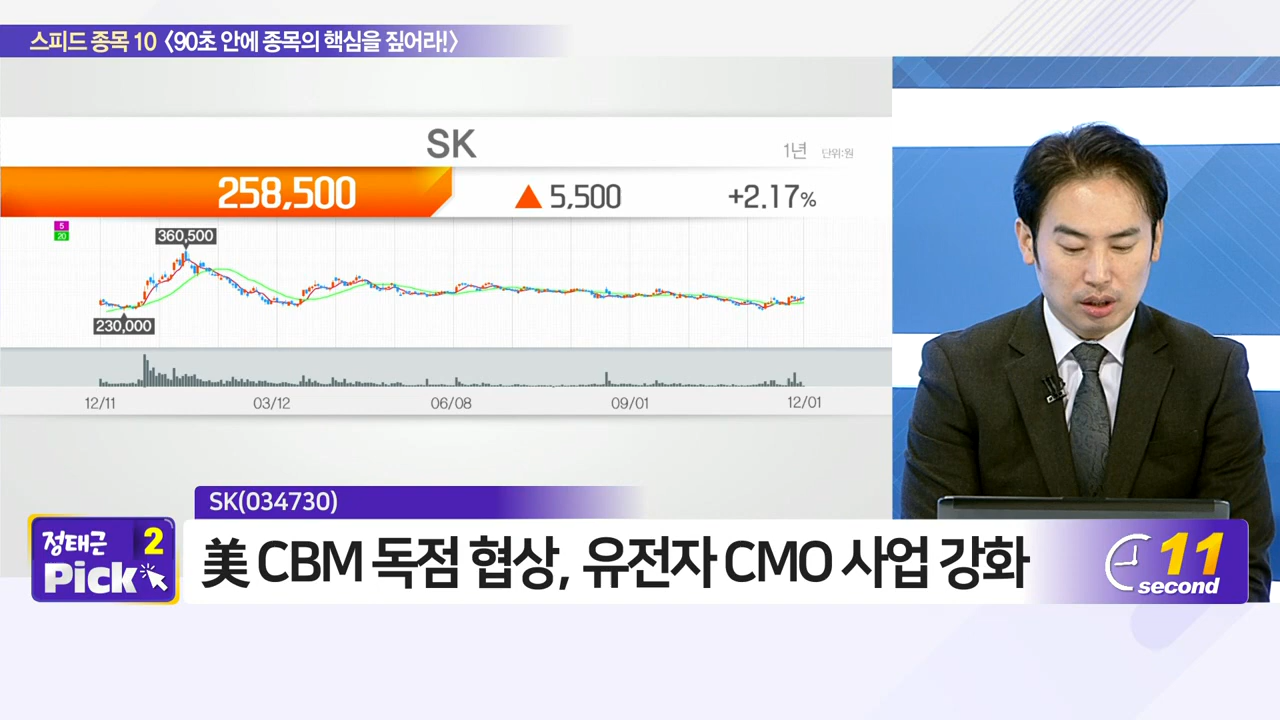 스피드 종목 10 〈90초 안에 종목의 핵심을 짚어라!〉
SK
1년 단위:원
258,500 ▲ 5,500 +2.17%
5
20
360,500
230,000
12/11 03/12 06/08 09/01 12/01
SK(034730)
정태근 2
Pick
美 CBM 독점 협상, 유전자 CMO 사업 강화
11
second